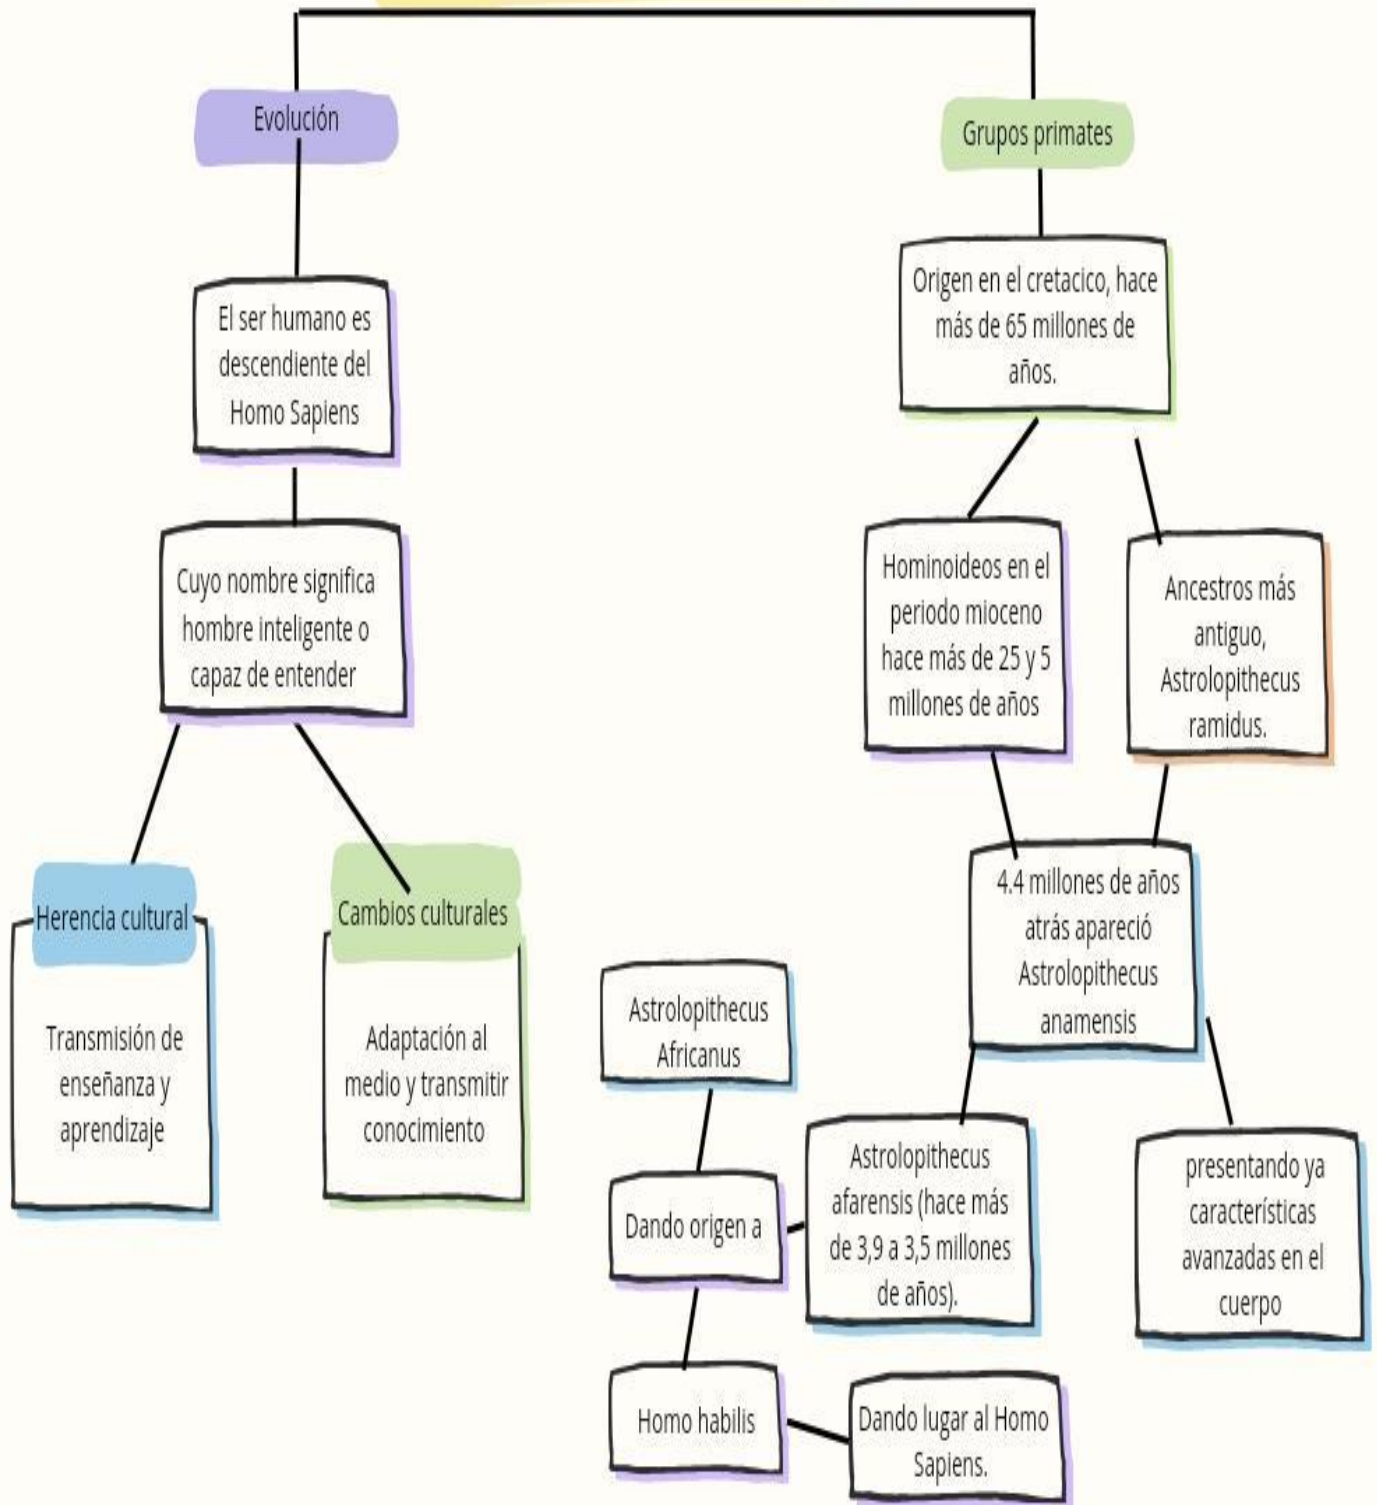 Evolución
El ser humano es
descendiente del
Homo Sapiens
Cuyo nombre significa
hombre inteligente o
capaz de entender
Herencia cultural
Transmisión de
enseñanza y
aprendizaje
Cambios culturales
Adaptación al
medio y transmitir
conocimiento
Grupos primates
Origen en el cretacico, hace
más de 65 millones de
años.
Hominoideos en el
periodo mioceno
hace más de 25 y 5
millones de años
Ancestros más
antiguo,
Astrolopithecus
ramidus.
4.4 millones de años
atrás apareció
Astrolopithecus
anamensis
Astrolopithecus
afarensis (hace más
de 3,9 a 3,5 millones
de años).
presentando ya
características
avanzadas en el
cuerpo
Dando origen a
Astrolopithecus
Africanus
Homo habilis
Dando lugar al Homo
Sapiens.